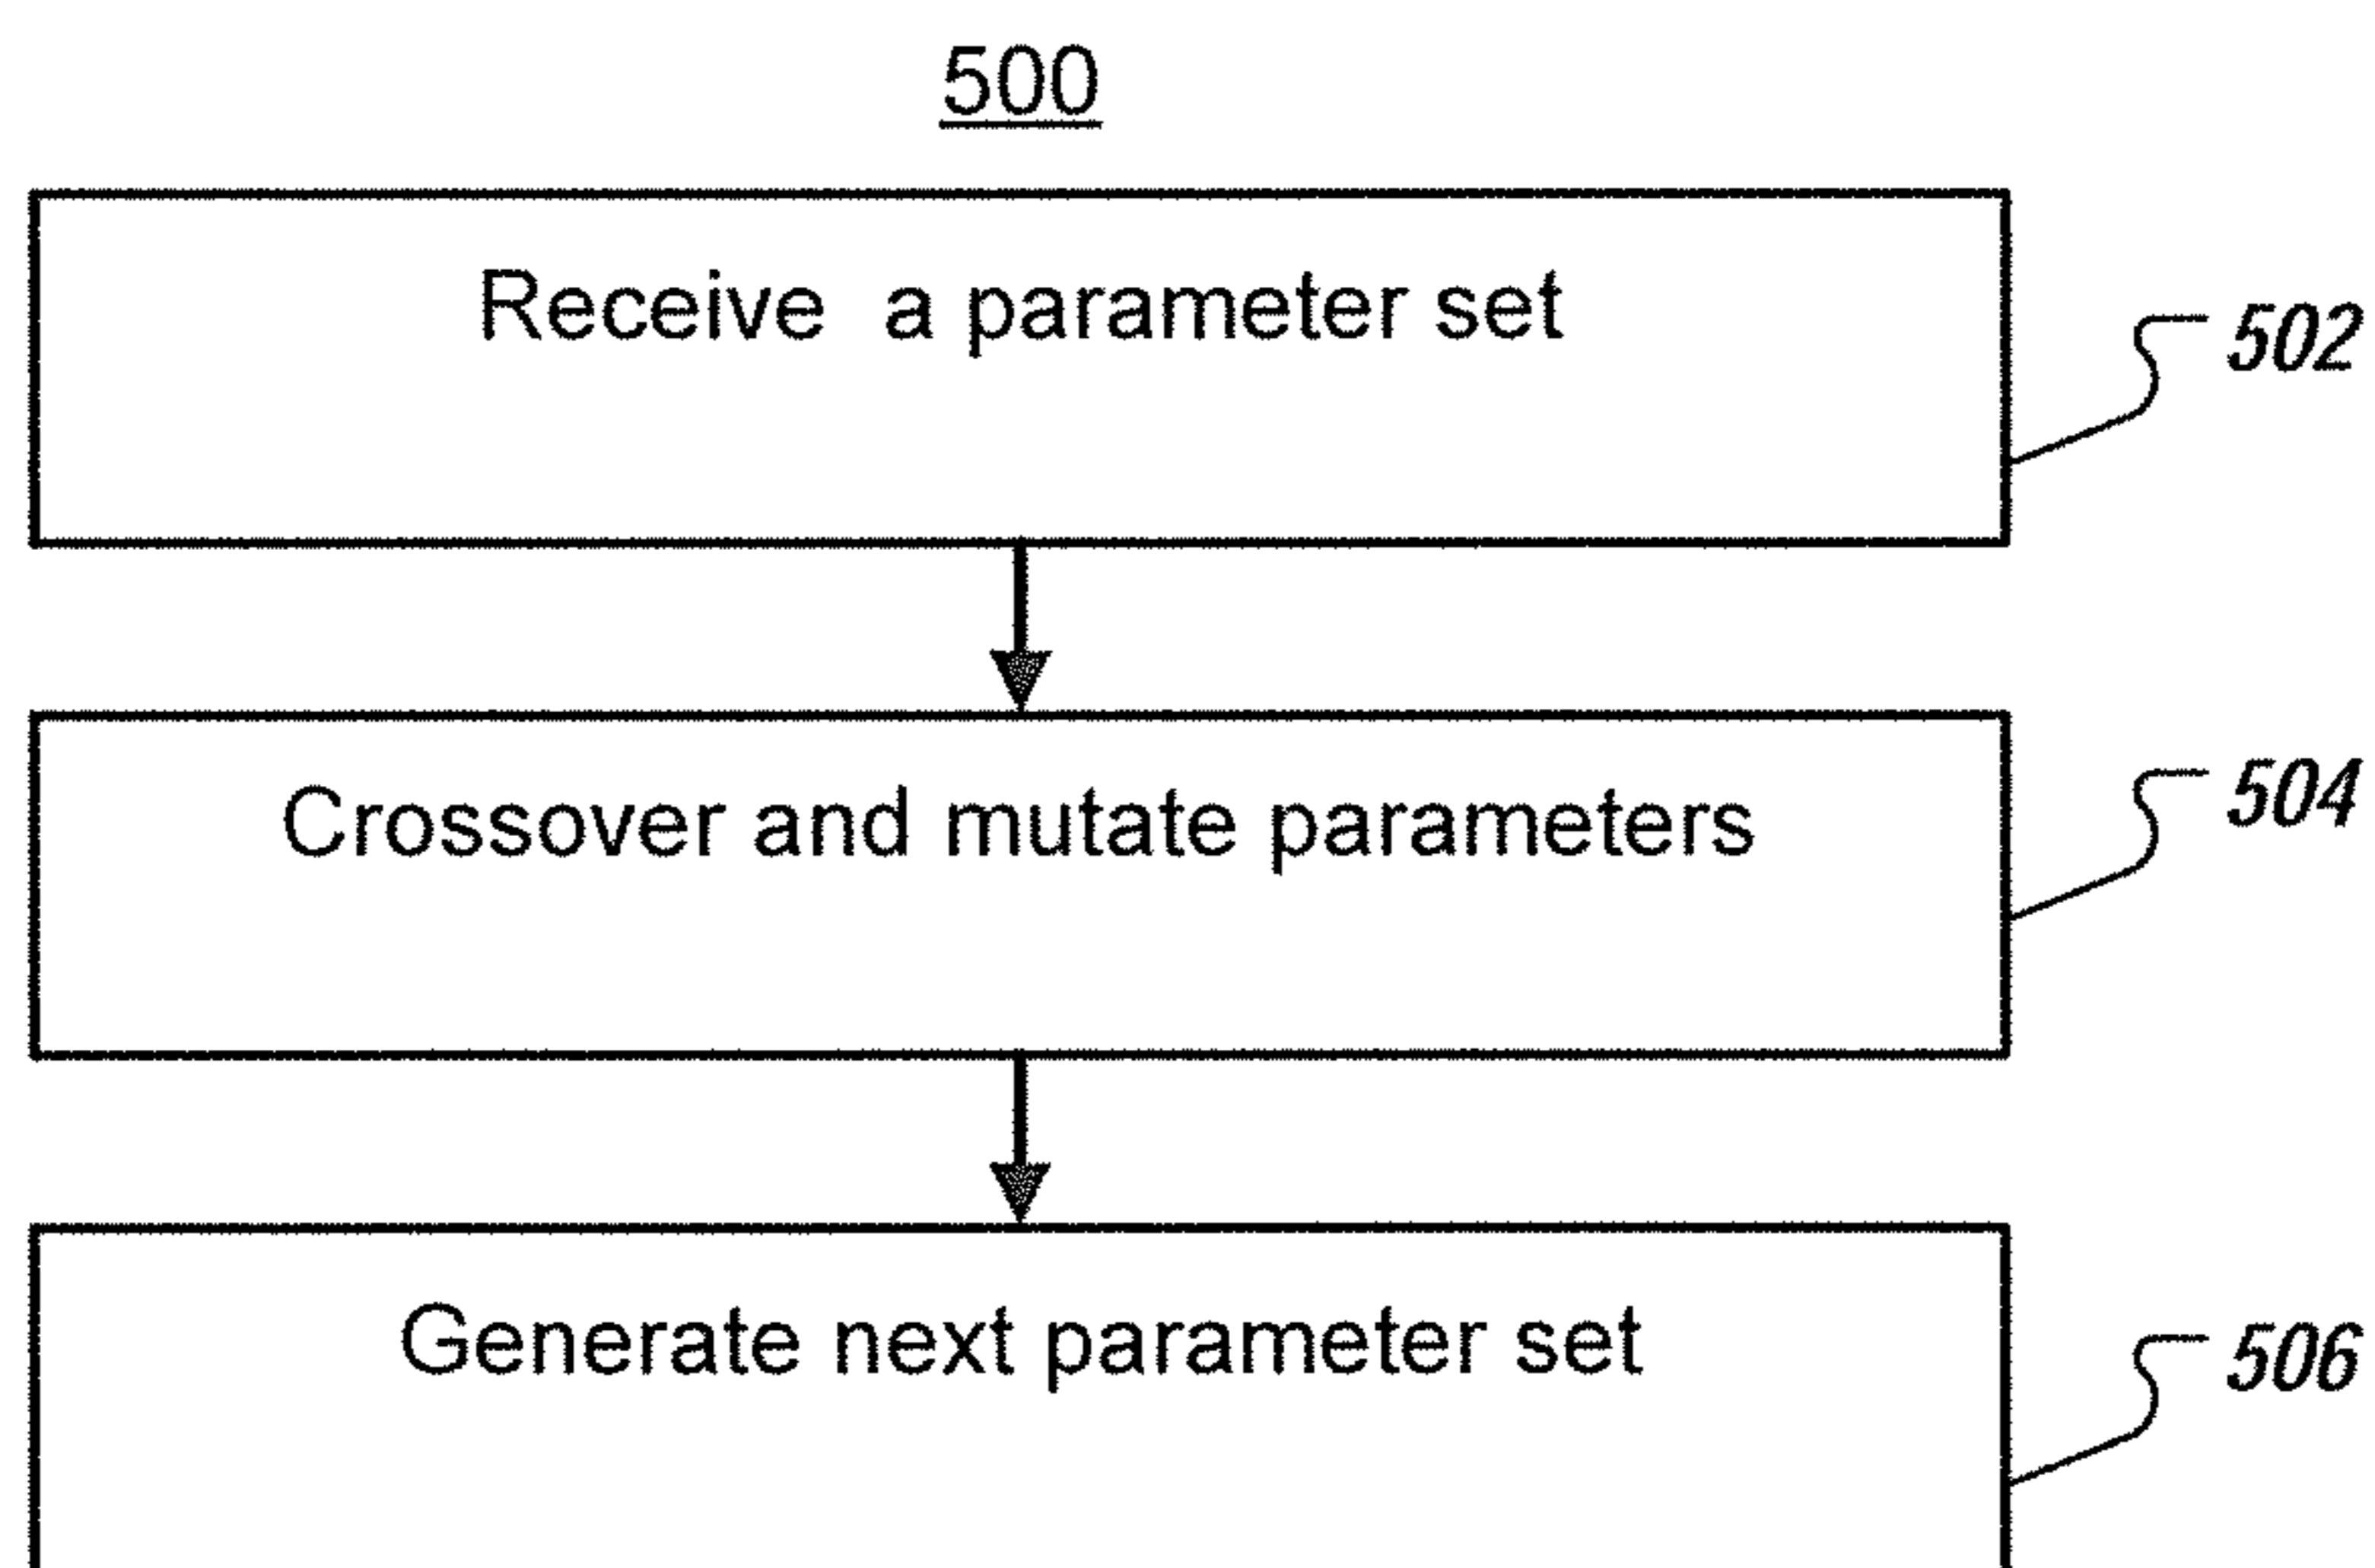 500
Receive a parameter set
502
Crossover and mutate parameters
504
Generate next parameter set
506